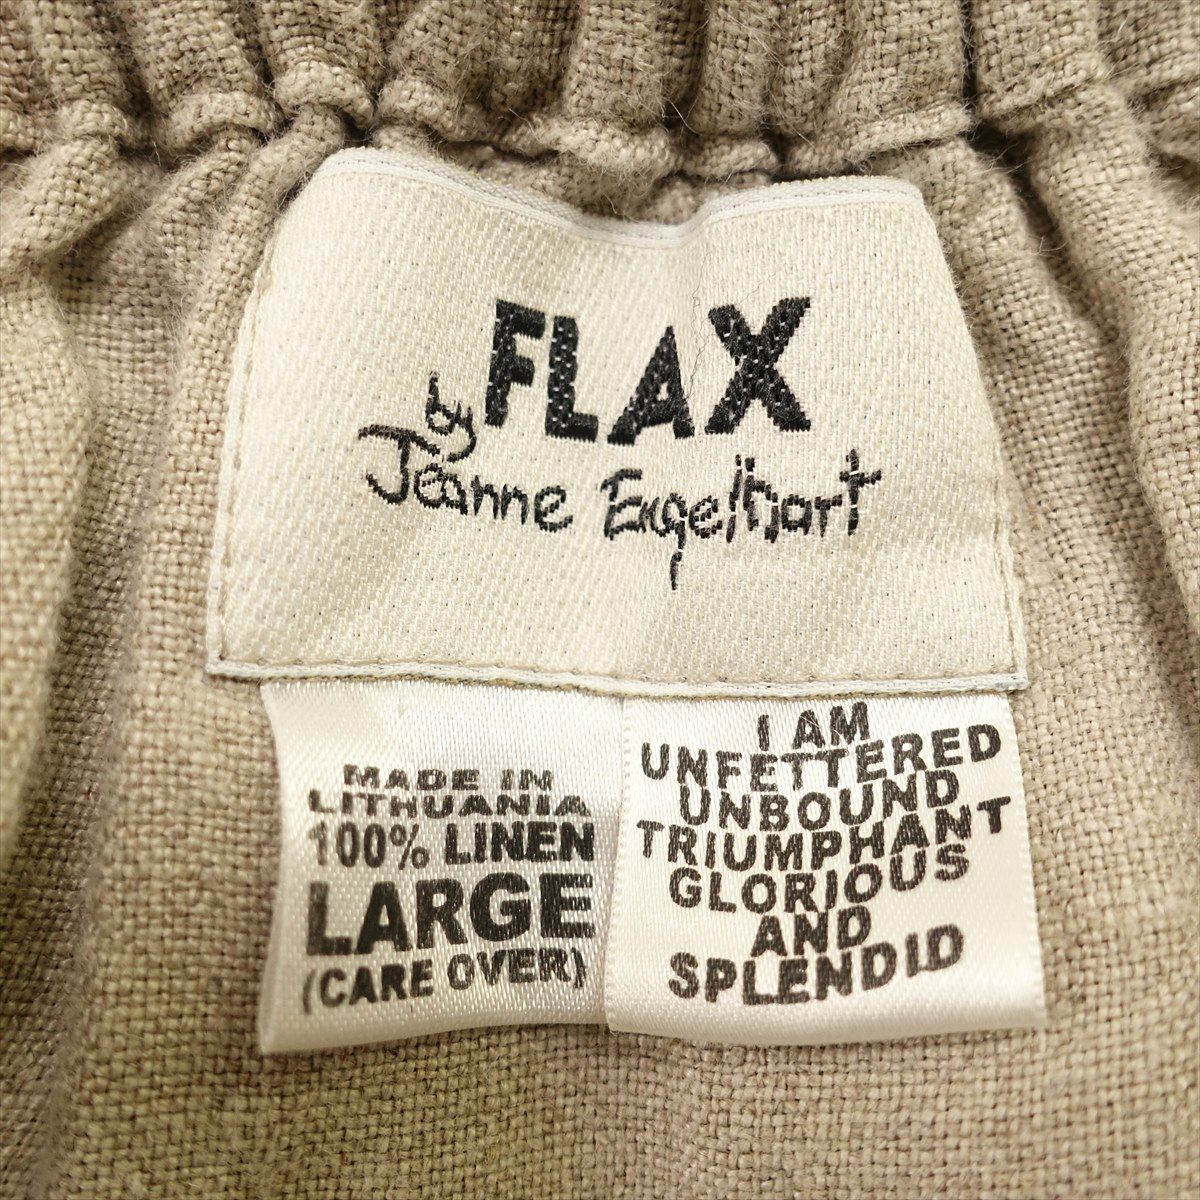 FLAX
by
Jeanne Engelhart
MADE IN
LITHUANIA
100% LINEN
LARGE
(CARE OVER)
I AM
UNFETTERED
UNBOUND
TRIUMPHANT
GLORIOUS
AND
SPLENDID